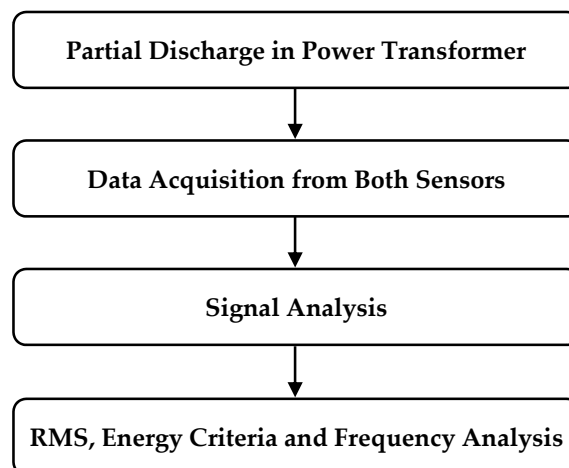 Partial Discharge in Power Transformer
Data Acquisition from Both Sensors
Signal Analysis
RMS, Energy Criteria and Frequency Analysis